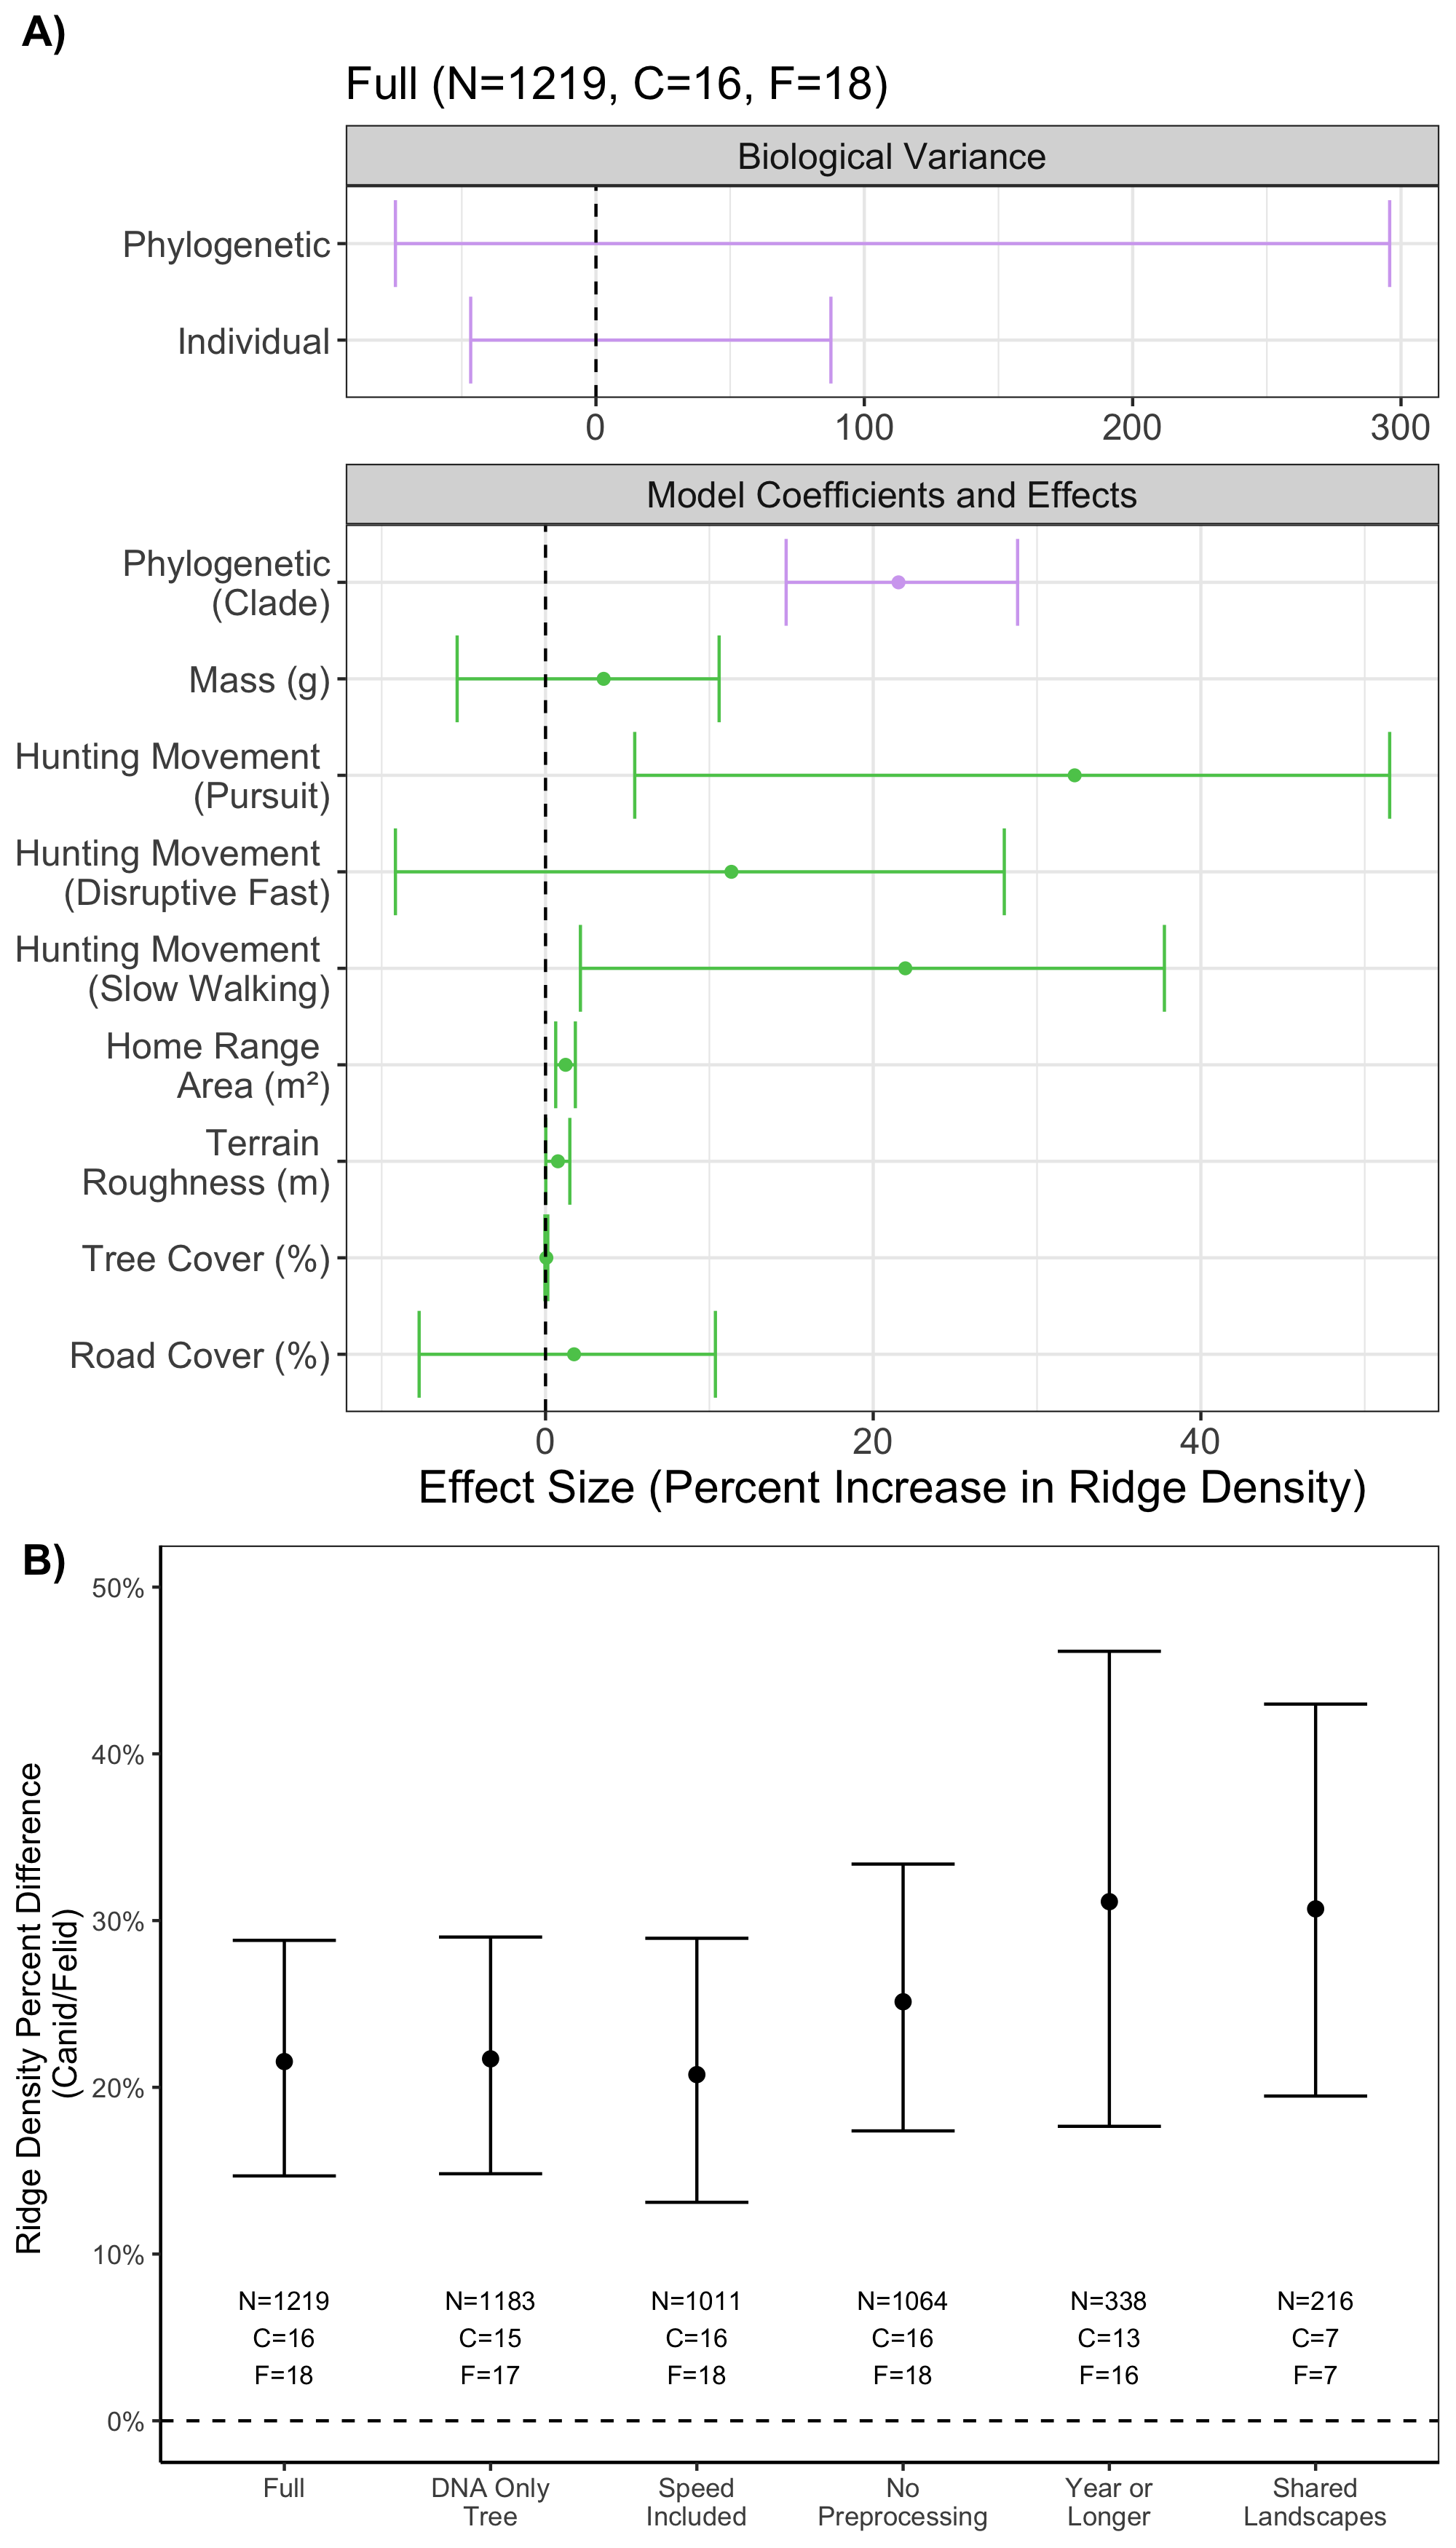 A)
Full (N=1219, C=16, F=18)
Biological Variance
Phylogenetic
Individual
0 100 200 300
Model Coefficients and Effects
Phylogenetic
(Clade)
Mass (g)
Hunting Movement
(Pursuit)
Hunting Movement
(Disruptive Fast)
Hunting Movement
(Slow Walking)
Home Range
Area (m²)
Terrain
Roughness (m)
Tree Cover (%)
Road Cover (%)
0 20 40
Effect Size (Percent Increase in Ridge Density)
B)
Ridge Density Percent Difference
(Canid/Felid)
50%
40%
30%
20%
10%
0%
N=1219 N=1183 N=1011 N=1064 N=338 N=216
C=16 C=15 C=16 C=16 C=13 C=7
F=18 F=17 F=18 F=18 F=16 F=7
Full DNA Only Speed No Year or Shared
Tree Included Preprocessing Longer Landscapes